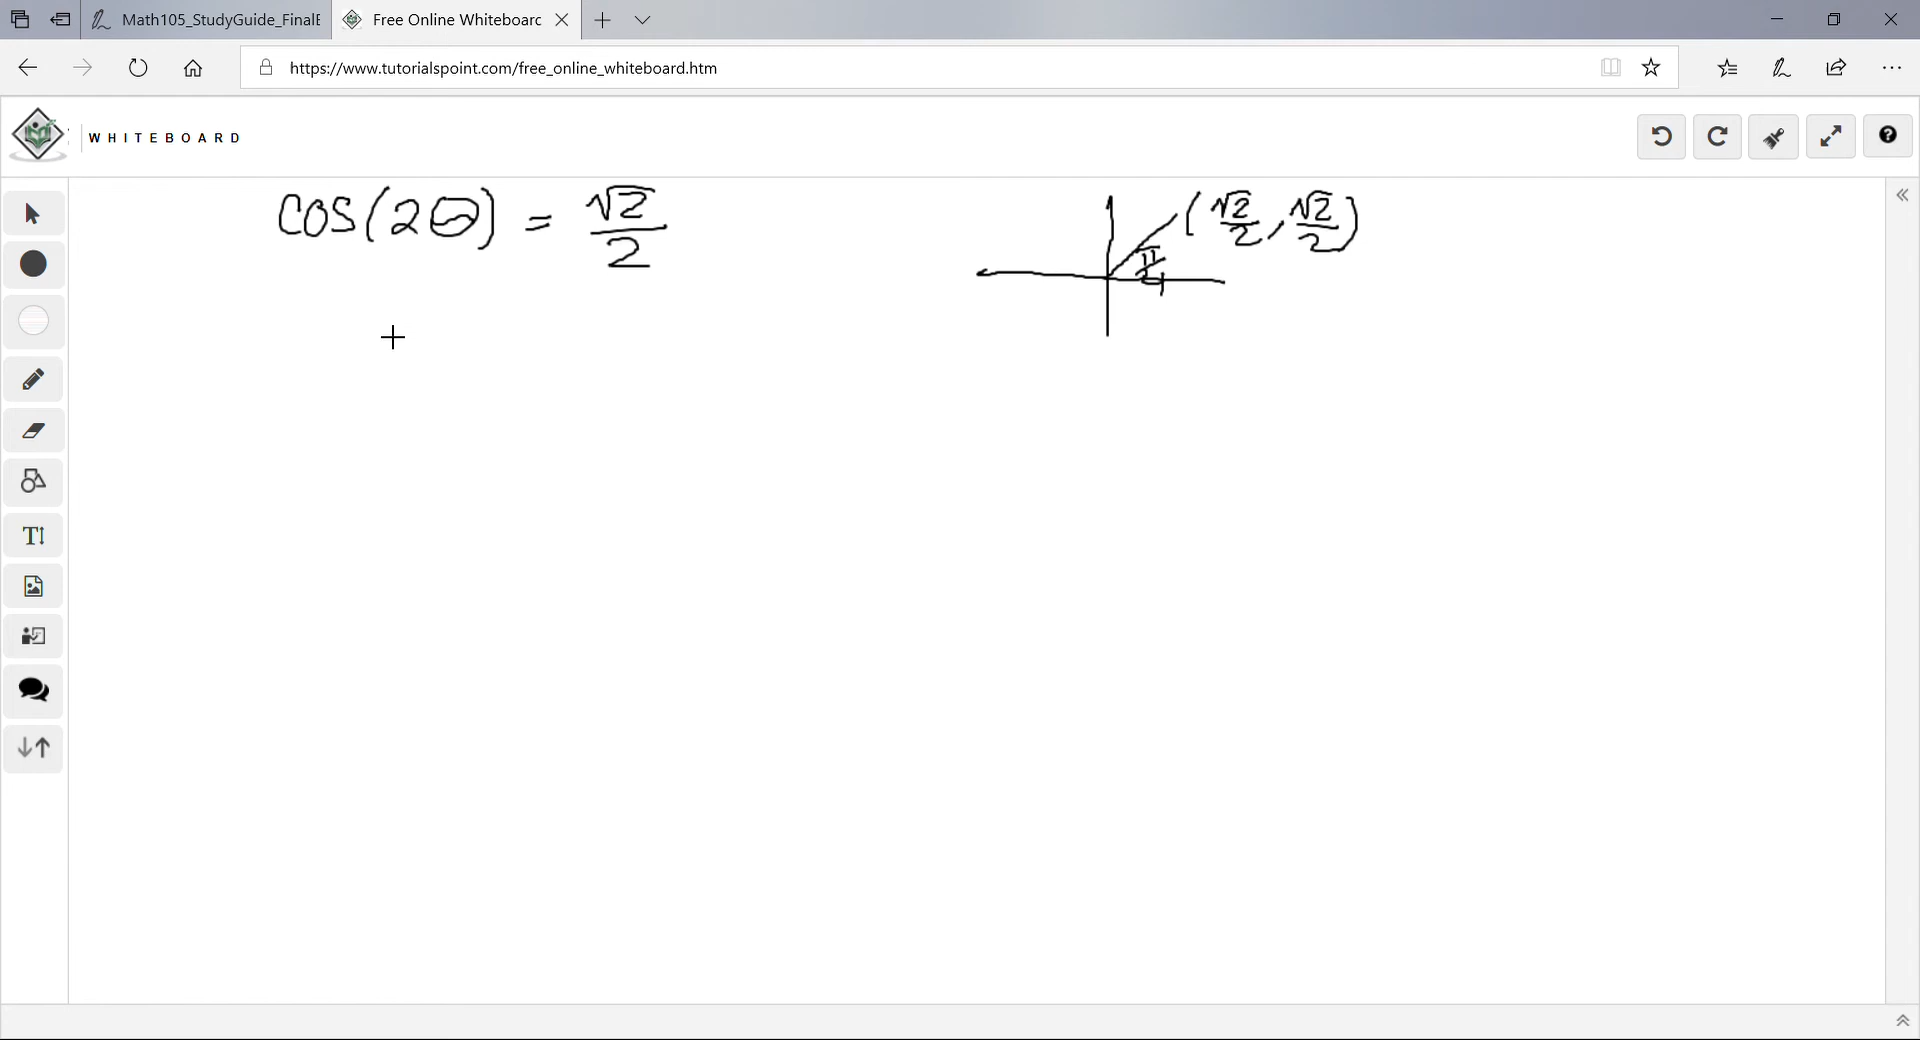 Math105_StudyGuide_FinalE
Free Online Whiteboarc
https://www.tutorialspoint.com/free_online_whiteboard.htm
WHITEBOARD
cos(2θ) = √2/2
(√2/2, √2/2)
π/4